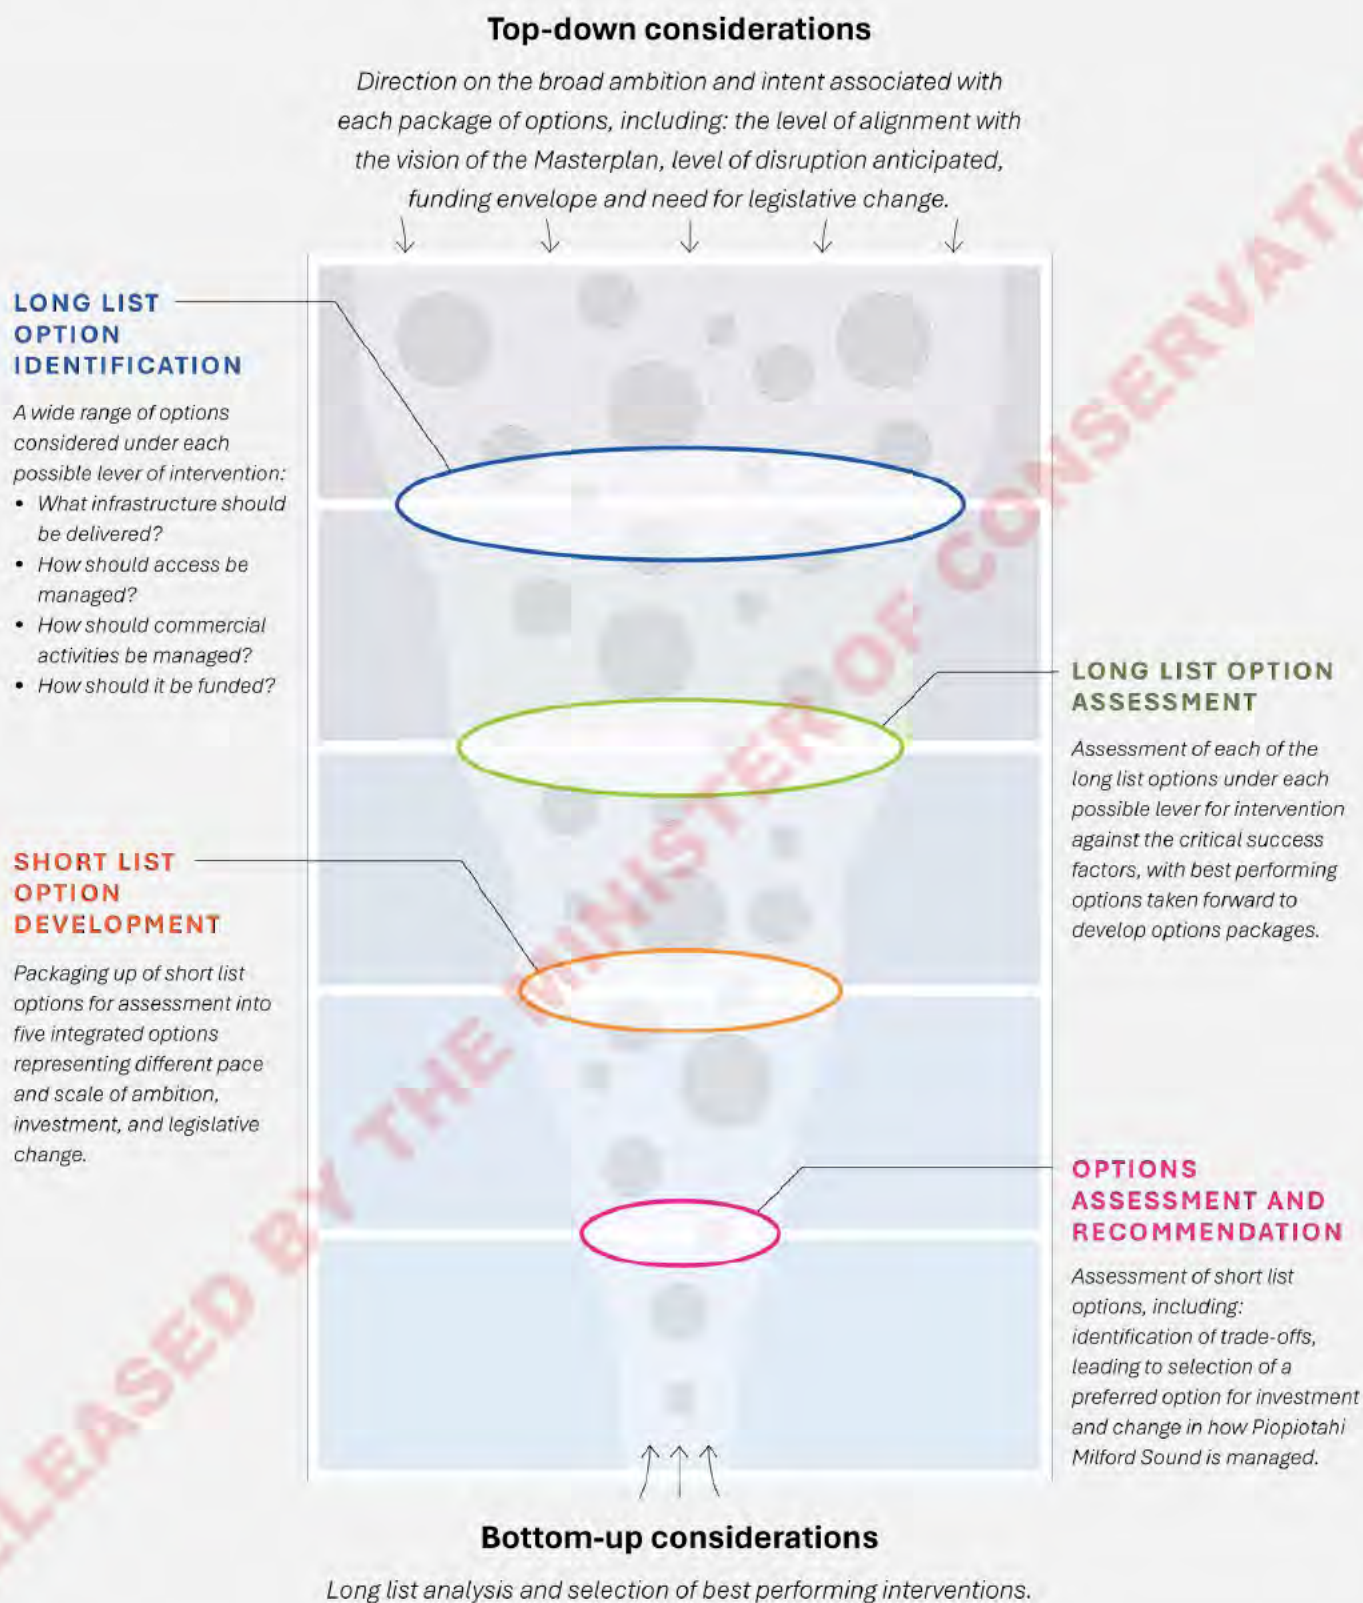 Top-down considerations
Direction on the broad ambition and intent associated with
each package of options, including: the level of alignment with
the vision of the Masterplan, level of disruption anticipated,
funding envelope and need for legislative change.
LONG LIST
OPTION
IDENTIFICATION
A wide range of options
considered under each
possible lever of intervention:
• What infrastructure should
be delivered?
• How should access be
managed?
• How should commercial
activities be managed?
• How should it be funded?
LONG LIST OPTION
ASSESSMENT
Assessment of each of the
long list options under each
possible lever for intervention
against the critical success
factors, with best performing
options taken forward to
develop options packages.
SHORT LIST
OPTION
DEVELOPMENT
Packaging up of short list
options for assessment into
five integrated options
representing different pace
and scale of ambition,
investment, and legislative
change.
OPTIONS
ASSESSMENT AND
RECOMMENDATION
Assessment of short list
options, including:
identification of trade-offs,
leading to selection of a
preferred option for investment
and change in how Piopiotahi
Milford Sound is managed.
Bottom-up considerations
Long list analysis and selection of best performing interventions.
LEASED BY THE MINISTER OF CONSERVATIO